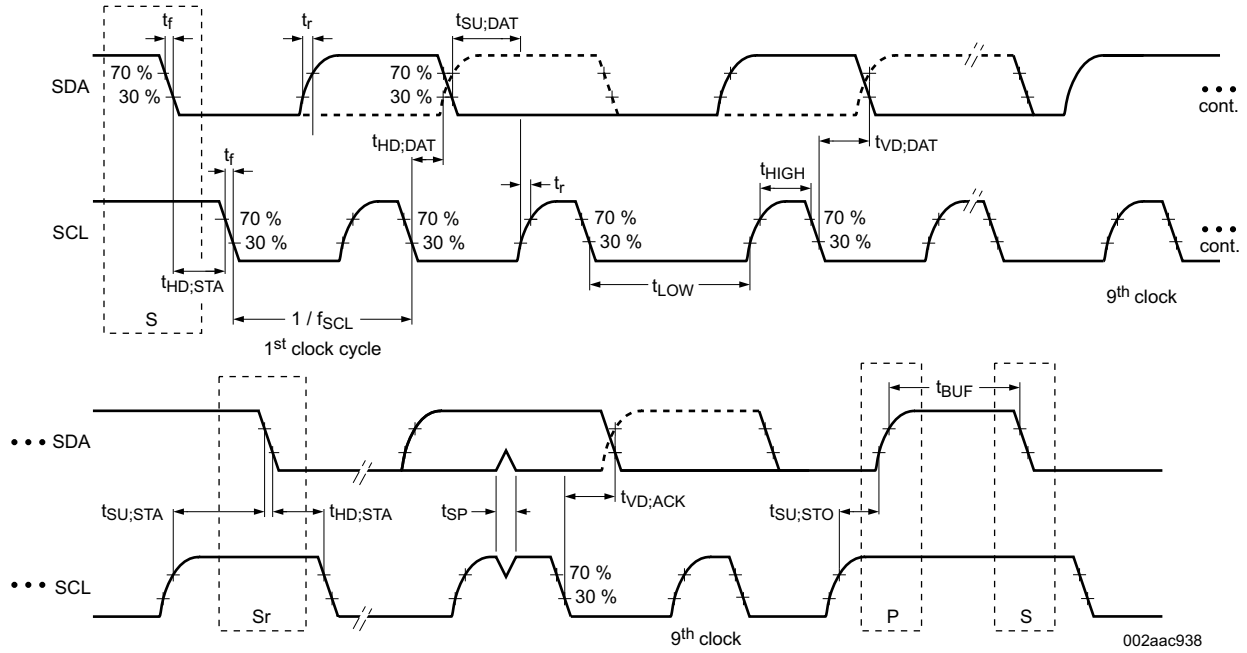 tf
tr
tSU;DAT
70 %
30 %
SDA
70 %
30 %
• • •
cont.
tf
tHD;DAT
tr
tHIGH
tVD;DAT
SCL
70 %
30 %
70 %
30 %
70 %
30 %
70 %
30 %
• • •
cont.
tHD;STA
tLOW
9th clock
S
1 / fSCL
1st clock cycle
tBUF
• • • SDA
tSU;STA
tHD;STA
tSP
tVD;ACK
tSU;STO
• • • SCL
70 %
30 %
Sr
9th clock
P
S
002aac938